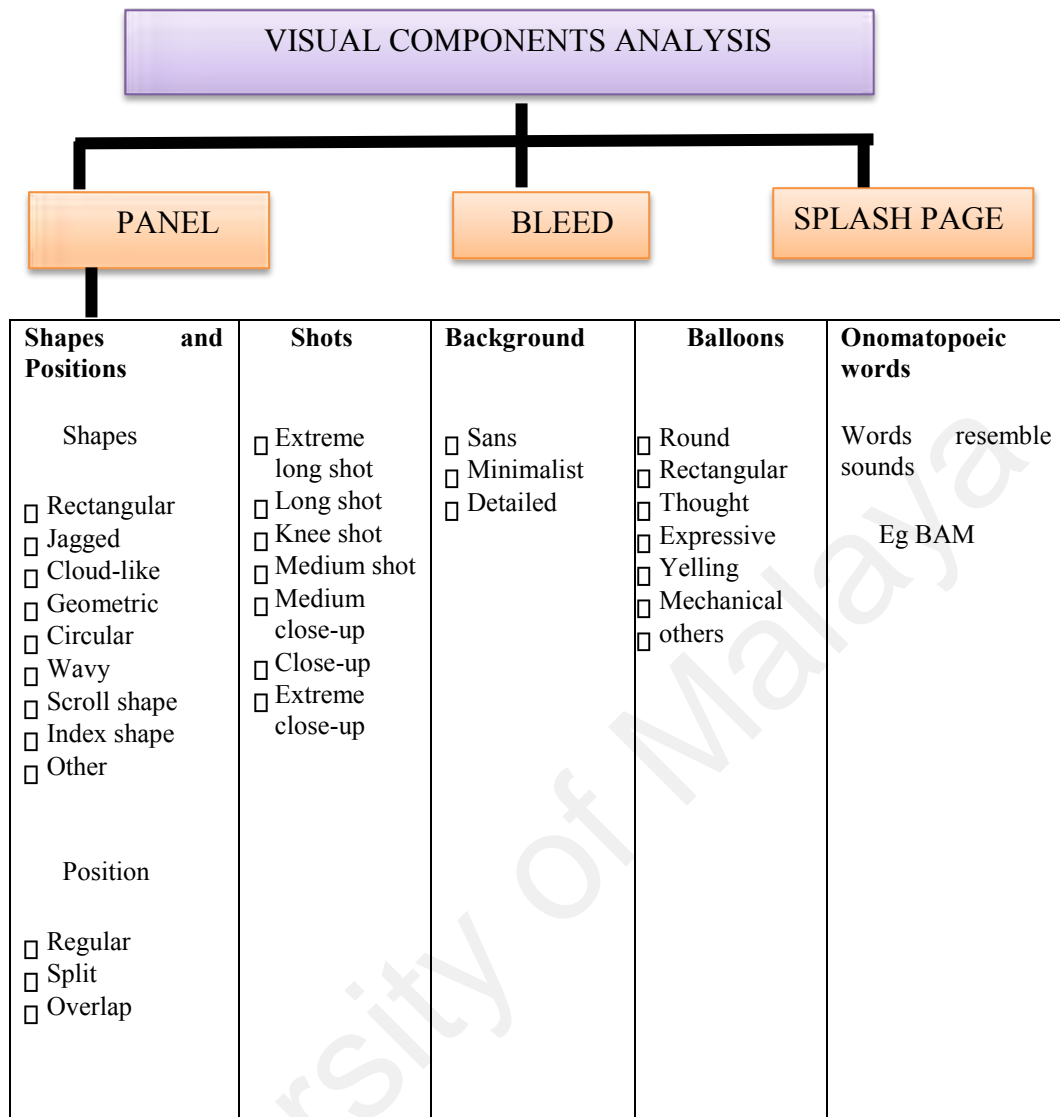 VISUAL COMPONENTS ANALYSIS
PANEL
BLEED
SPLASH PAGE
Shapes and
Positions
Shapes
Rectangular
Jagged
Cloud-like
Geometric
Circular
Wavy
Scroll shape
Index shape
Other
Position
Regular
Split
Overlap
Shots
Extreme
long shot
Long shot
Knee shot
Medium shot
Medium
close-up
Close-up
Extreme
close-up
Background
Sans
Minimalist
Detailed
Balloons
Round
Rectangular
Thought
Expressive
Yelling
Mechanical
others
Onomatopoeic
words
Words resemble
sounds
Eg BAM
rsity of Malaya